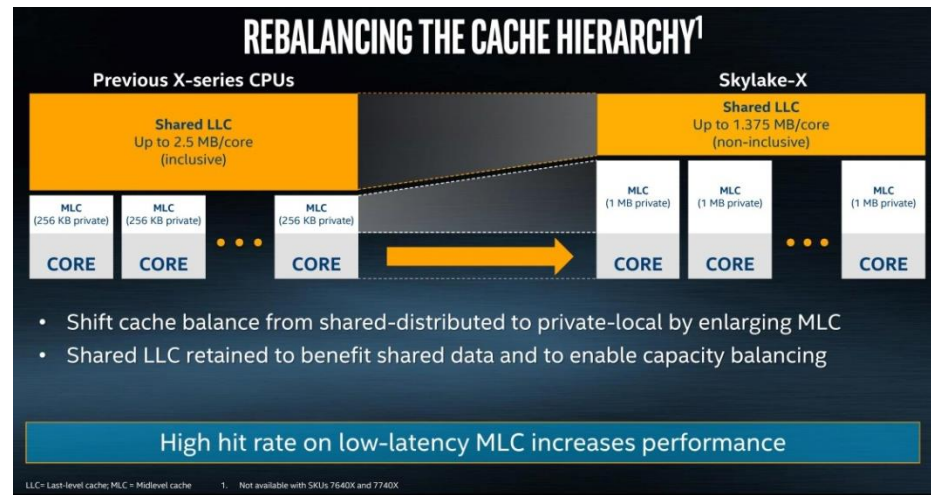 REBALANCING THE CACHE HIERARCHY¹
Previous X-series CPUs
Shared LLC
Up to 2.5 MB/core
(inclusive)
MLC
(256 KB private)
CORE
MLC
(256 KB private)
CORE
MLC
(256 KB private)
CORE
Skylake-X
Shared LLC
Up to 1.375 MB/core
(non-inclusive)
MLC
(1 MB private)
CORE
MLC
(1 MB private)
CORE
MLC
(1 MB private)
CORE
• Shift cache balance from shared-distributed to private-local by enlarging MLC
• Shared LLC retained to benefit shared data and to enable capacity balancing
High hit rate on low-latency MLC increases performance
LLC= Last-level cache; MLC = Midlevel cache 1. Not available with SKUs 7640X and 7740X